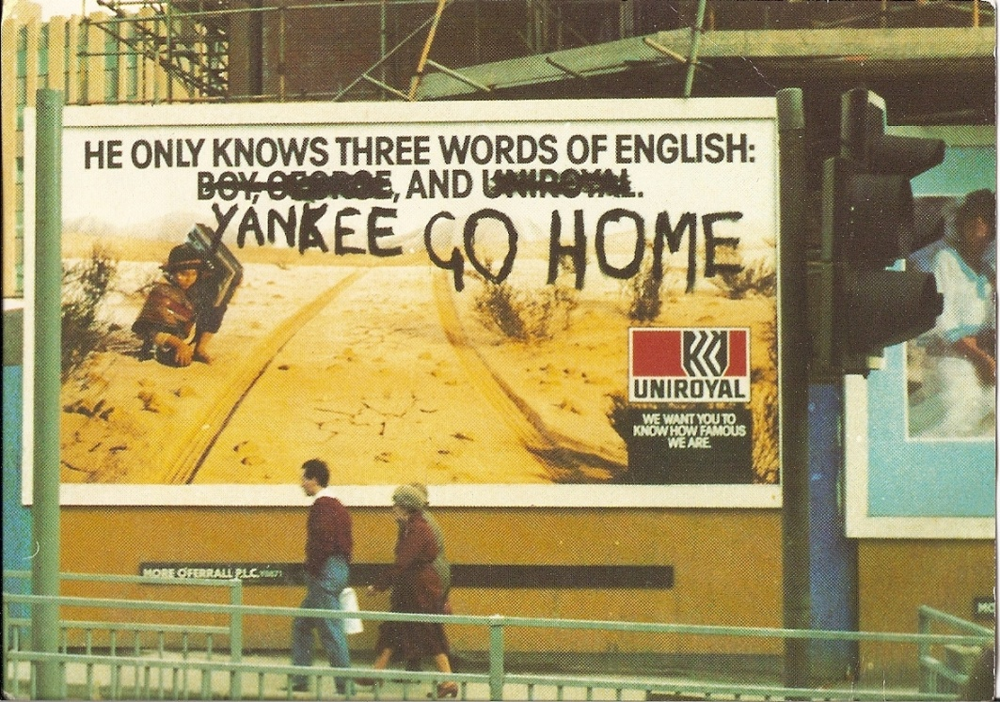 HE ONLY KNOWS THREE WORDS OF ENGLISH:
BOY, GEORGE, AND UNIROYAL.
YANKEE GO HOME
UNIROYAL
WE WANT YOU TO
KNOW HOW FAMOUS
WE ARE.
MORE O'FERRALL P.L.C.